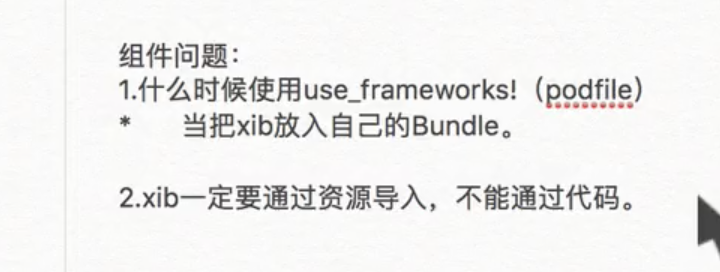 组件问题：
1.什么时候使用use_frameworks!（podfile）
* 当把xib放入自己的Bundle。
2.xib一定要通过资源导入，不能通过代码。